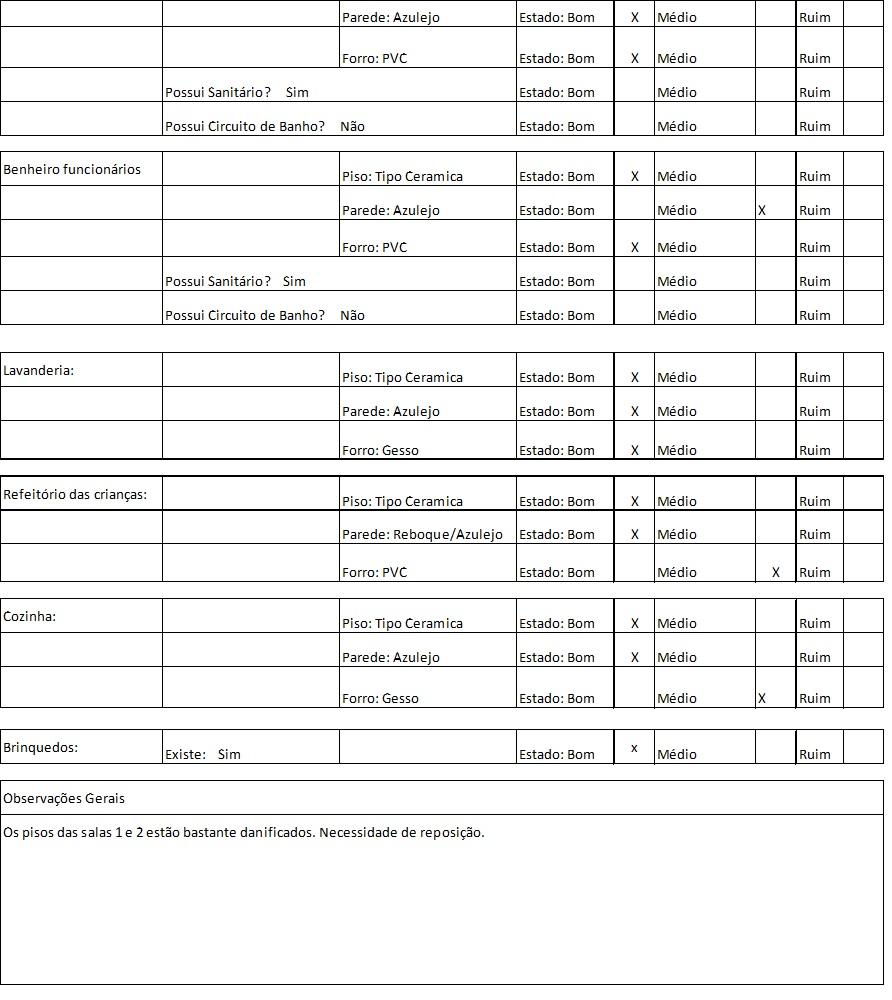 Parede: Azulejo Estado: Bom X Médio Ruim
Forro: PVC Estado: Bom X Médio Ruim
Possui Sanitário? Sim Estado: Bom Médio Ruim
Possui Circuito de Banho? Não Estado: Bom Médio Ruim
Benheiro funcionários Piso: Tipo Ceramica Estado: Bom X Médio Ruim
Parede: Azulejo Estado: Bom Médio X Ruim
Forro: PVC Estado: Bom X Médio Ruim
Possui Sanitário? Sim Estado: Bom Médio Ruim
Possui Circuito de Banho? Não Estado: Bom Médio Ruim
Lavanderia: Piso: Tipo Ceramica Estado: Bom X Médio Ruim
Parede: Azulejo Estado: Bom X Médio Ruim
Forro: Gesso Estado: Bom X Médio Ruim
Refeitório das crianças: Piso: Tipo Ceramica Estado: Bom X Médio Ruim
Parede: Reboque/Azulejo Estado: Bom X Médio Ruim
Forro: PVC Estado: Bom Médio X Ruim
Cozinha: Piso: Tipo Ceramica Estado: Bom X Médio Ruim
Parede: Azulejo Estado: Bom X Médio Ruim
Forro: Gesso Estado: Bom Médio X Ruim
Brinquedos: Existe: Sim Estado: Bom x Médio Ruim
Observações Gerais
Os pisos das salas 1 e 2 estão bastante danificados. Necessidade de reposição.